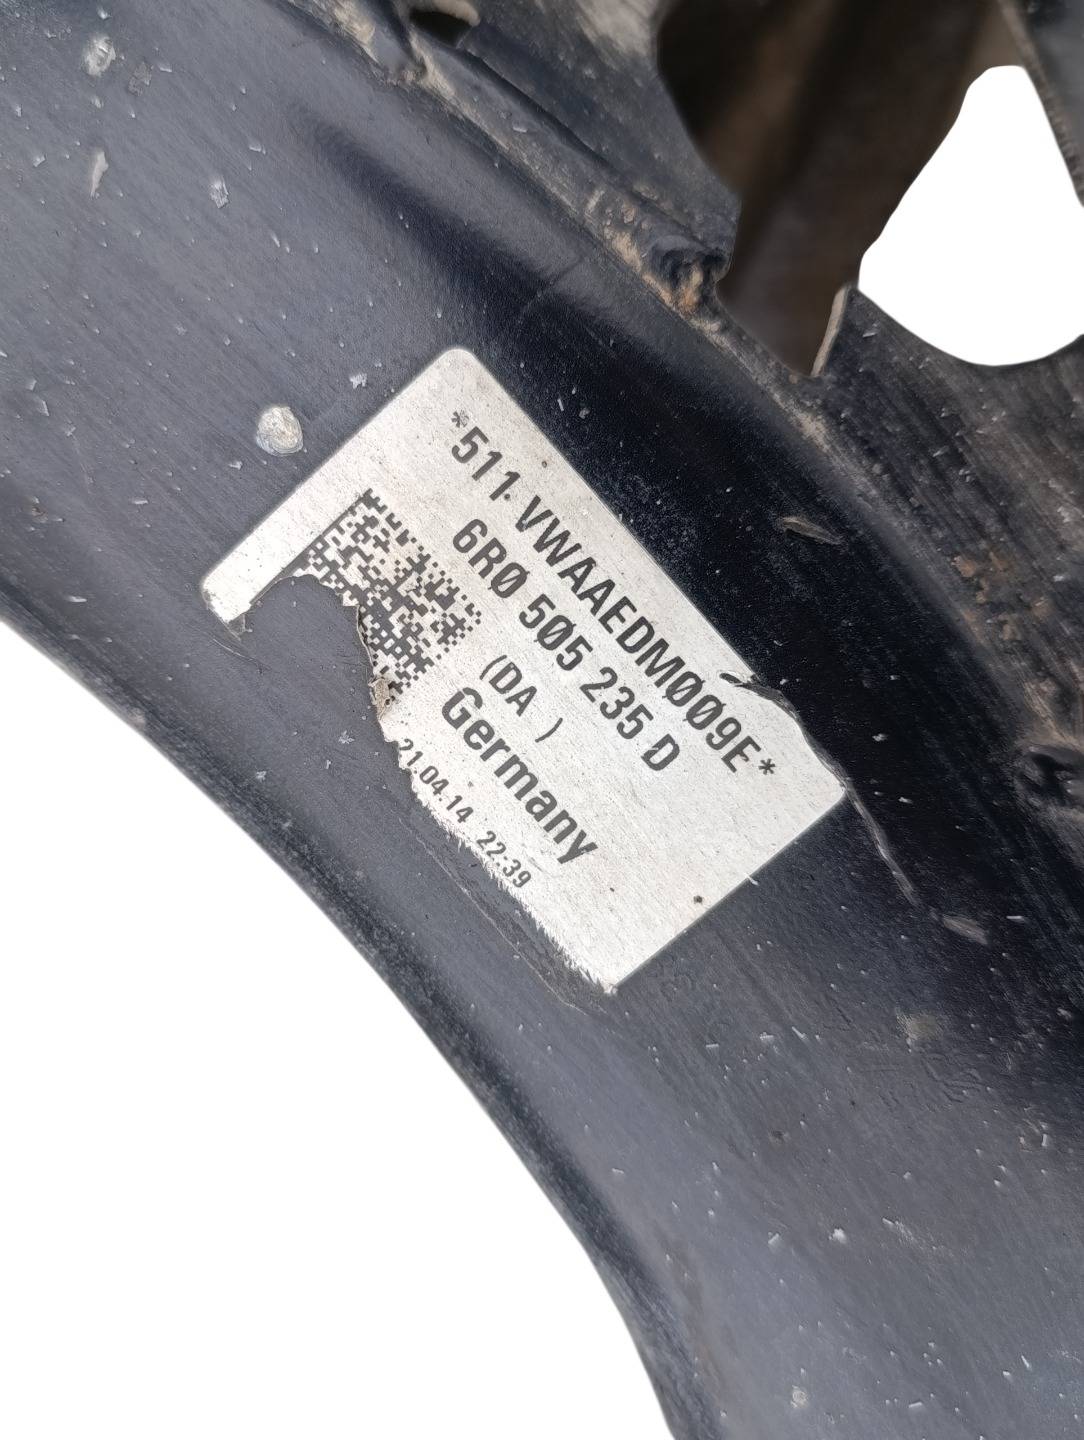 *511 VWAAEDM009E*
6R0 505 235 D
(DA )
Germany
21.04.14 22:39